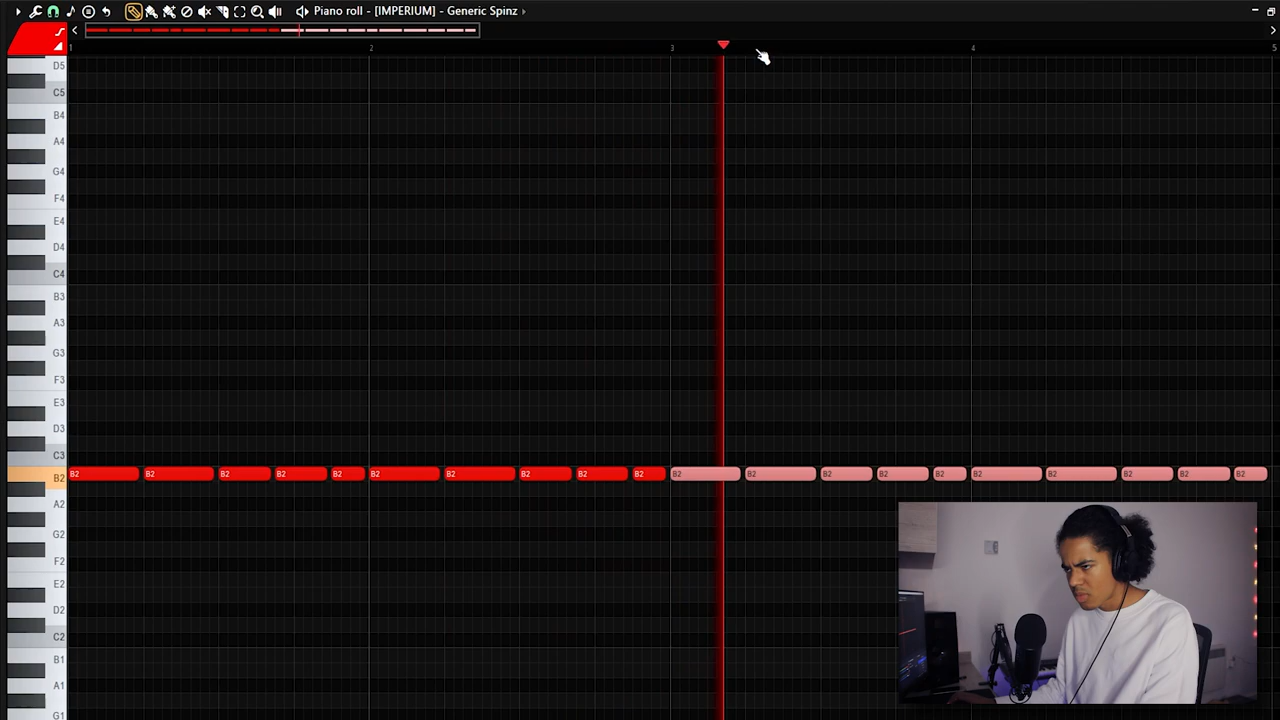 Piano roll - [IMPERIUM] - Generic Spinz
1 2 3 4 5
D5
C5
B4
A4
G4
F4
E4
D4
C4
B3
A3
G3
F3
E3
D3
C3
B2 B2 B2 B2 B2 B2 B2 B2 B2 B2 B2 B2 B2 B2 B2 B2 B2 B2 B2 B2
B2
A2
G2
F2
E2
D2
C2
B1
A1
G1